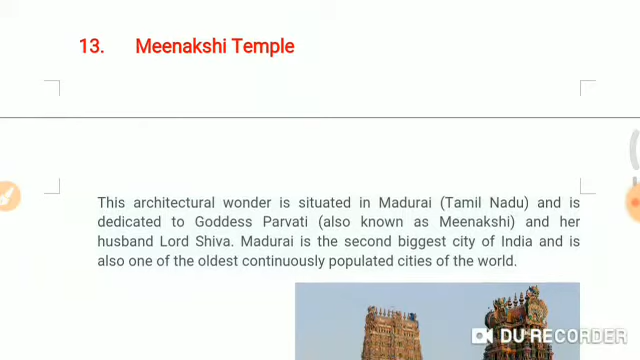 13. Meenakshi Temple
This architectural wonder is situated in Madurai (Tamil Nadu) and is
dedicated to Goddess Parvati (also known as Meenakshi) and her
husband Lord Shiva. Madurai is the second biggest city of India and is
also one of the oldest continuously populated cities of the world.
DU RECORDER